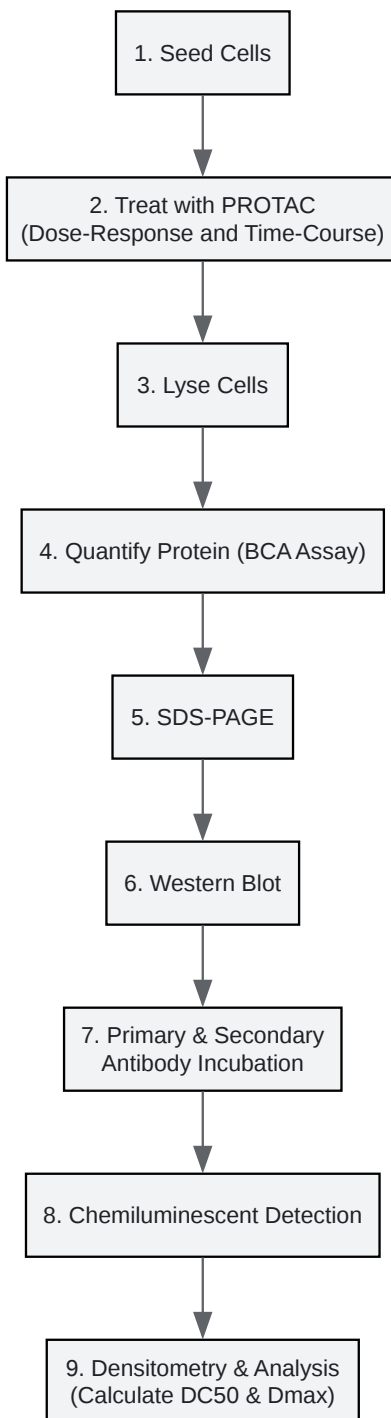 1. Seed Cells
2. Treat with PROTAC
(Dose-Response and Time-Course)
3. Lyse Cells
4. Quantify Protein (BCA Assay)
5. SDS-PAGE
6. Western Blot
7. Primary & Secondary
Antibody Incubation
8. Chemiluminescent Detection
9. Densitometry & Analysis
(Calculate DC50 & Dmax)